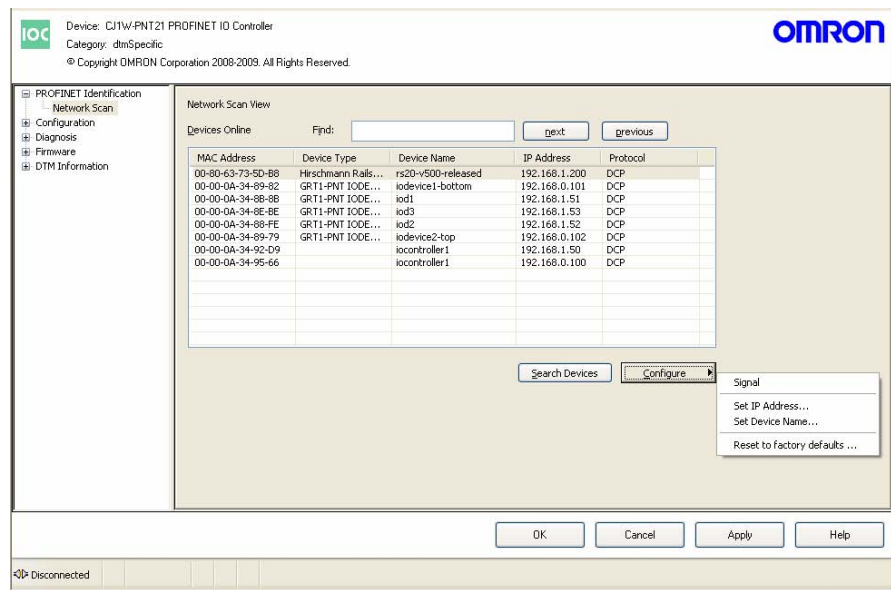 IOC
Device: CJ1W-PNT21 PROFINET IO Controller
Category: dtmSpecific
© Copyright OMRON Corporation 2008-2009. All Rights Reserved.
OMRON
PROFINET Identification
Network Scan
Configuration
Diagnosis
Firmware
DTM Information
Network Scan View
Devices Online Find: next previous
MAC Address Device Type Device Name IP Address Protocol
00-80-63-73-5D-B8 Hirschmann Rails... rs20-v500-released 192.168.1.200 DCP
00-00-0A-34-89-82 GRT1-PNT IODE... iodevice1-bottom 192.168.0.101 DCP
00-00-0A-34-8B-8B GRT1-PNT IODE... iod1 192.168.1.51 DCP
00-00-0A-34-8E-BE GRT1-PNT IODE... iod3 192.168.1.53 DCP
00-00-0A-34-88-FE GRT1-PNT IODE... iod2 192.168.1.52 DCP
00-00-0A-34-89-79 GRT1-PNT IODE... iodevice2-top 192.168.0.102 DCP
00-00-0A-34-92-D9 iocontroller1 192.168.1.50 DCP
00-00-0A-34-95-66 iocontroller1 192.168.0.100 DCP
Search Devices Configure
Signal
Set IP Address...
Set Device Name...
Reset to factory defaults ...
OK Cancel Apply Help
Disconnected